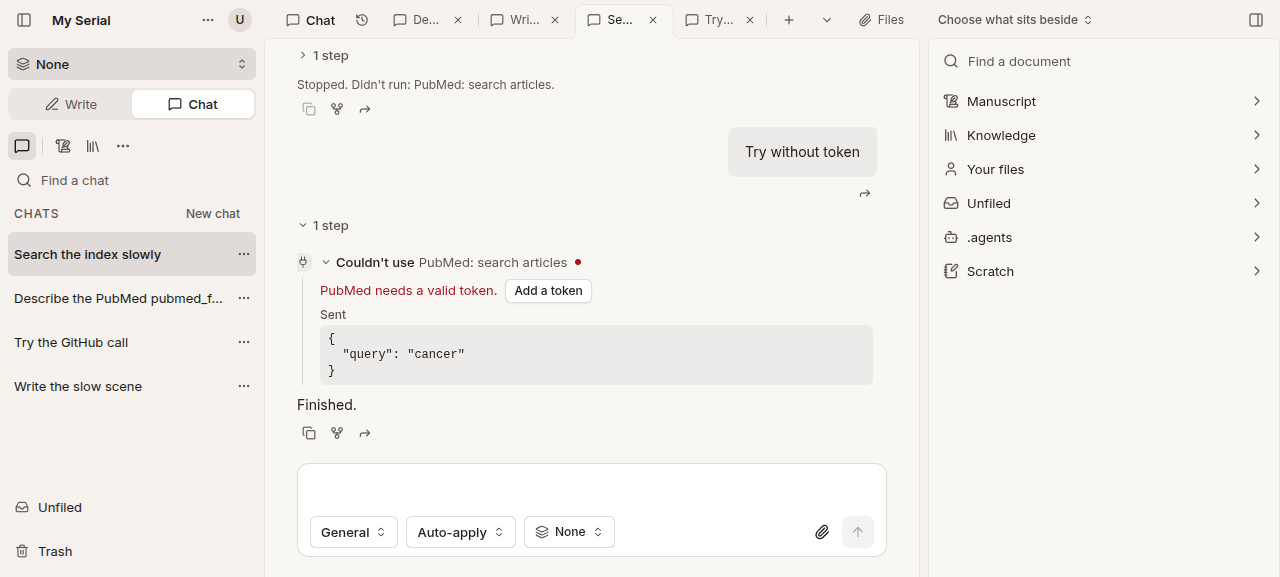 My Serial
U
None
Write
Chat
Find a chat
CHATS
New chat
Search the index slowly
Describe the PubMed pubmed_f...
Try the GitHub call
Write the slow scene
Unfiled
Trash
Chat
De...
Wri...
Se...
Try...
Files
1 step
Stopped. Didn't run: PubMed: search articles.
Try without token
1 step
Couldn't use PubMed: search articles
PubMed needs a valid token.
Add a token
Sent
{
"query": "cancer"
}
Finished.
General
Auto-apply
None
Choose what sits beside
Find a document
Manuscript
Knowledge
Your files
Unfiled
.agents
Scratch